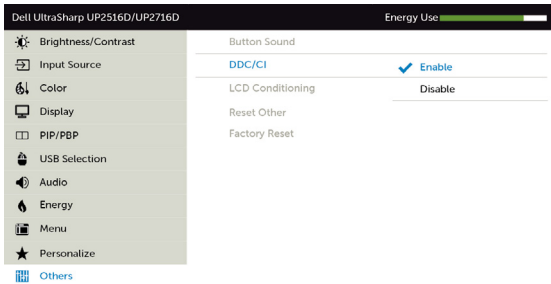 Dell UltraSharp UP2516D/UP2716D Energy Use
Brightness/Contrast Button Sound
Input Source DDC/CI Enable
Color LCD Conditioning Disable
Display Reset Other
PIP/PBP Factory Reset
USB Selection
Audio
Energy
Menu
Personalize
Others